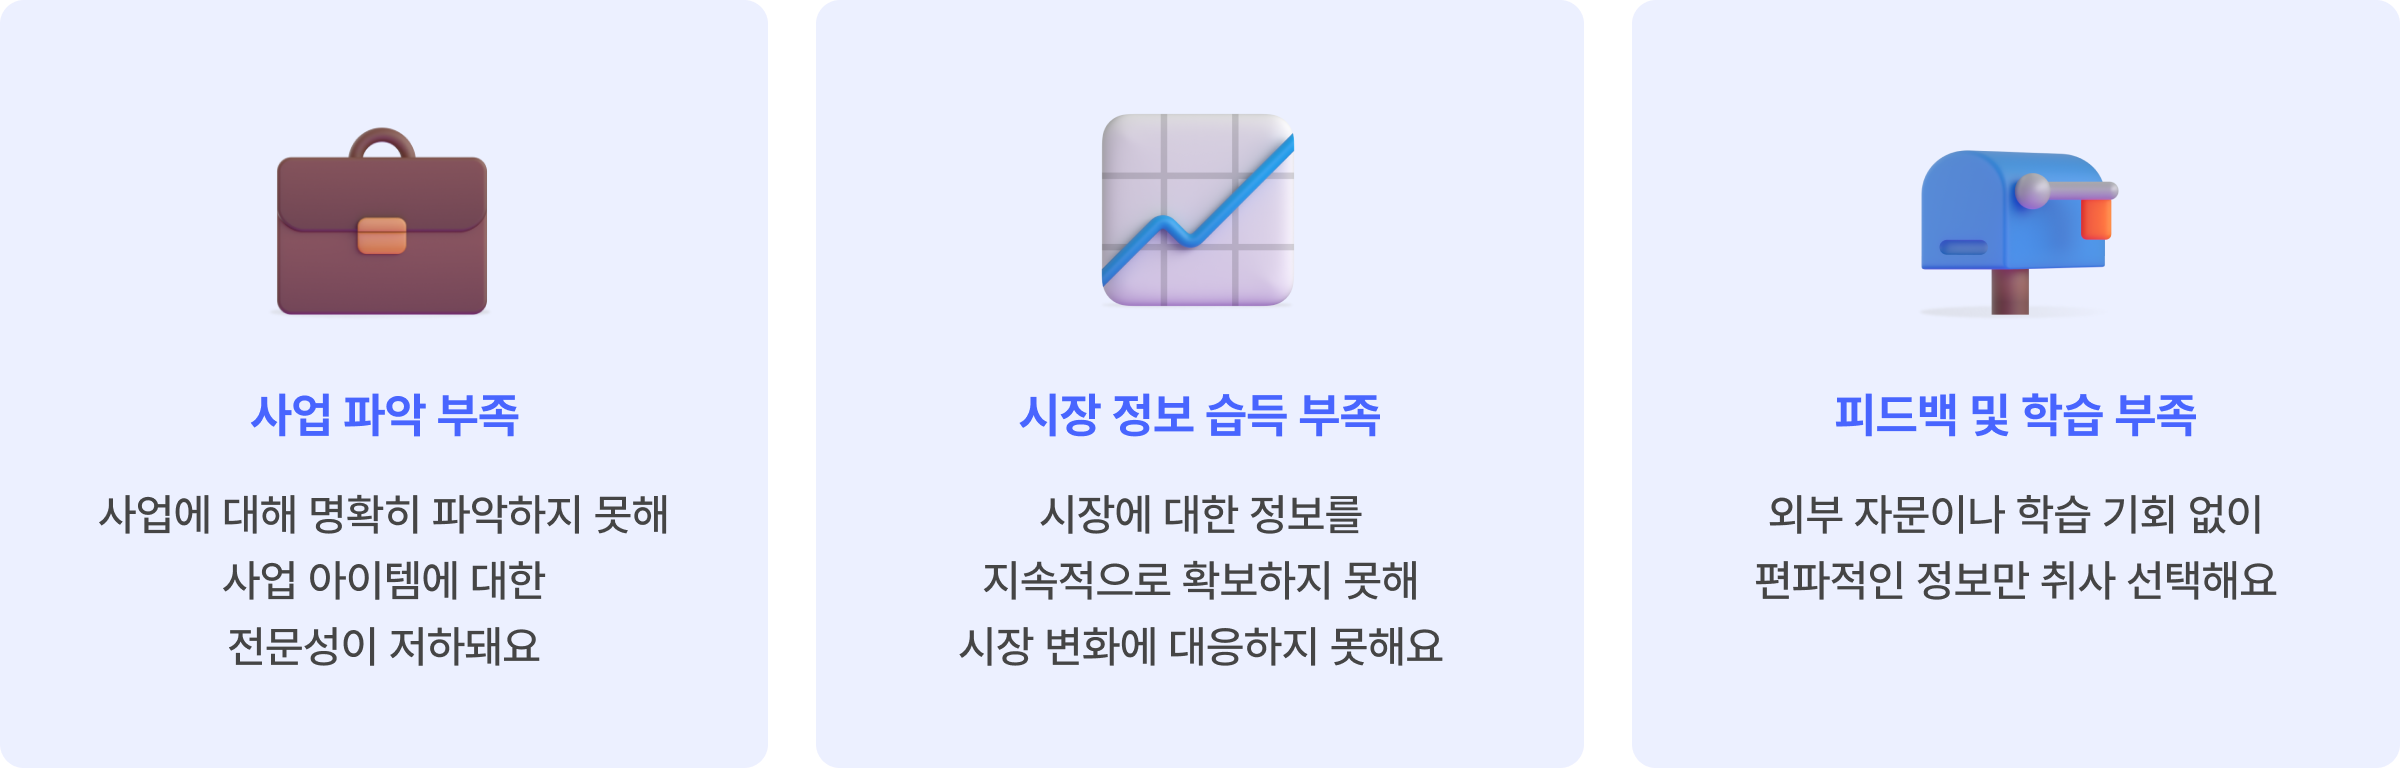 사업 파악 부족
사업에 대해 명확히 파악하지 못해
사업 아이템에 대한
전문성이 저하돼요
시장 정보 습득 부족
시장에 대한 정보를
지속적으로 확보하지 못해
시장 변화에 대응하지 못해요
피드백 및 학습 부족
외부 자문이나 학습 기회 없이
편파적인 정보만 취사 선택해요